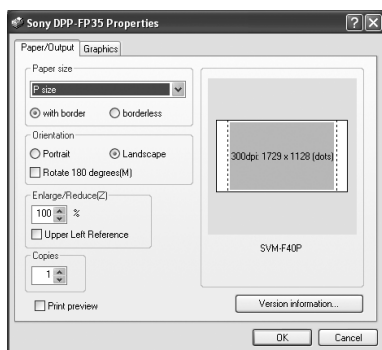 Sony DPP-FP35 Properties
Paper/Output
Graphics
Paper size
P size
with border
borderless
Orientation
Portrait
Landscape
Rotate 180 degrees(M)
Enlarge/Reduce(Z)
100
%
Upper Left Reference
Copies
1
Print preview
300dpi: 1729 x 1128 (dots)
SVM-F40P
Version information...
OK
Cancel